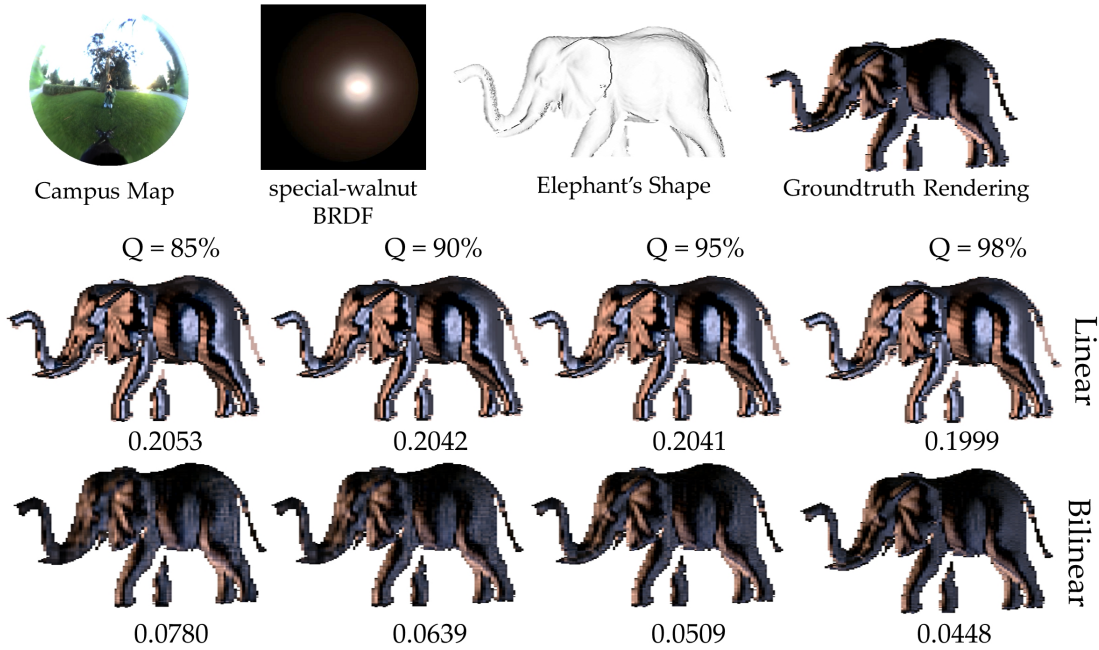 Campus Map
special-walnut
BRDF
Elephant's Shape
Groundtruth Rendering
Q = 85%
Q = 90%
Q = 95%
Q = 98%
Linear
0.2053
0.2042
0.2041
0.1999
Bilinear
0.0780
0.0639
0.0509
0.0448